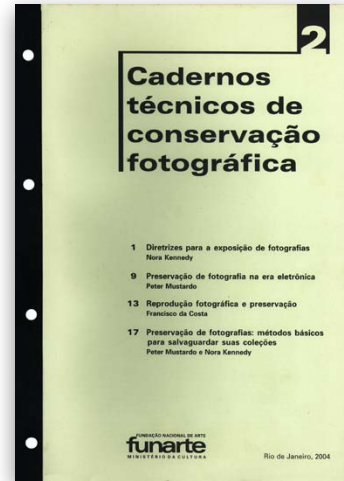 2
Cadernos
técnicos de
conservação
fotográfica
1 Diretrizes para a exposição de fotografias
Nora Kennedy
9 Preservação de fotografia na era eletrônica
Peter Mustardo
13 Reprodução fotográfica e preservação
Francisco da Costa
17 Preservação de fotografias: métodos básicos
para salvaguardar suas coleções
Peter Mustardo e Nora Kennedy
FUNDAÇÃO NACIONAL DE ARTE
funarte
MINISTÉRIO DA CULTURA
Rio de Janeiro, 2004